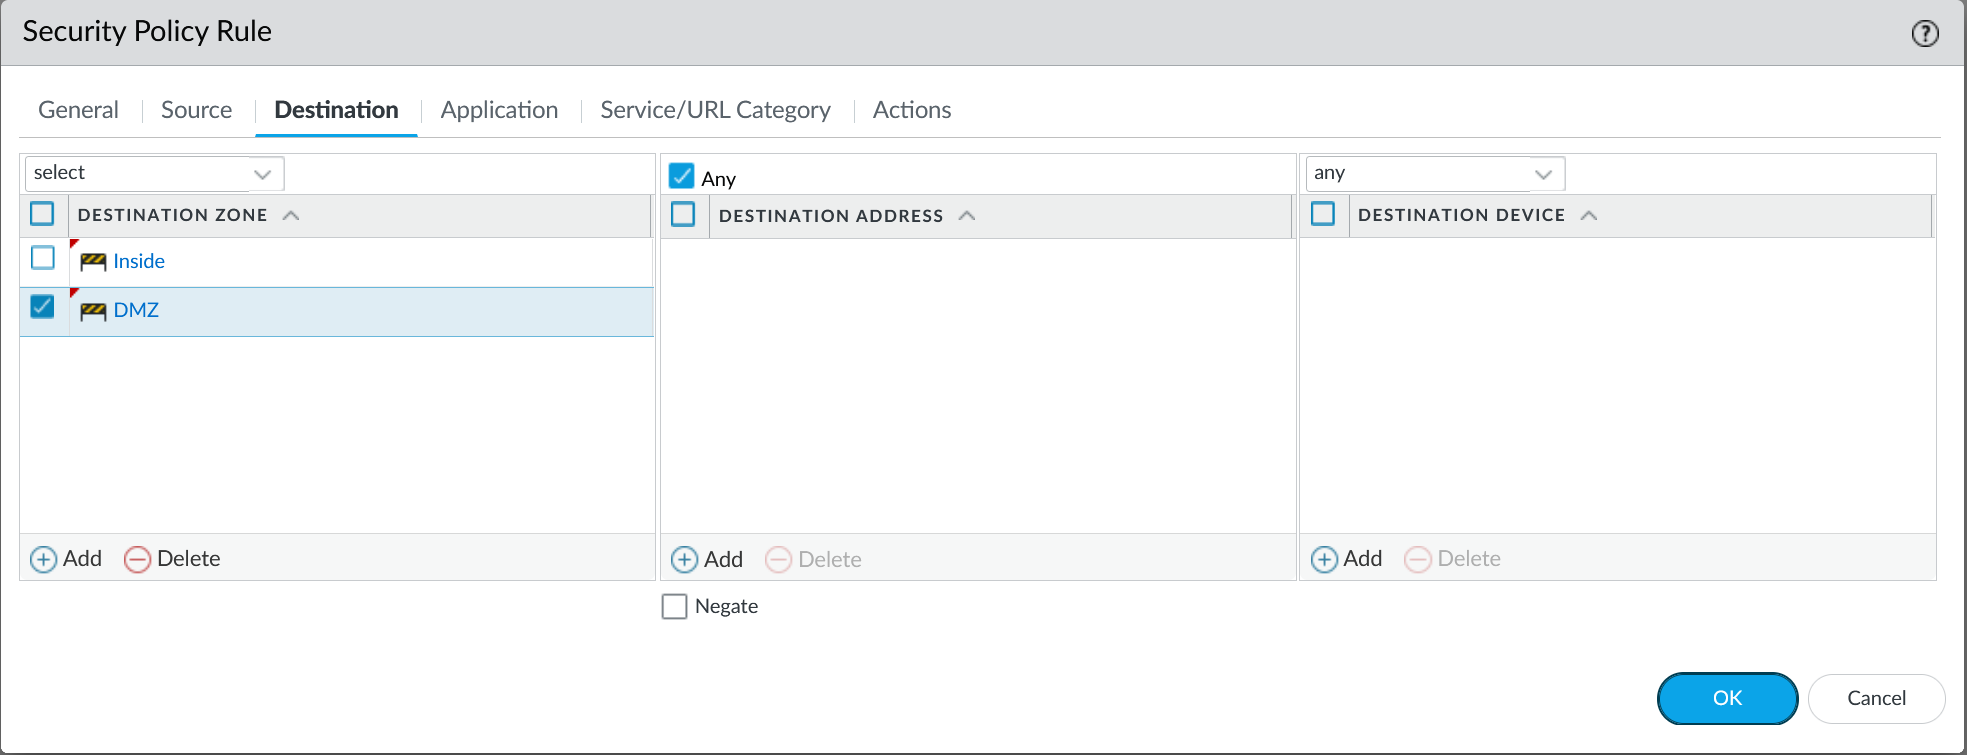 Security Policy Rule
?
General Source Destination Application Service/URL Category Actions
select
Any
any
DESTINATION ZONE
DESTINATION ADDRESS
DESTINATION DEVICE
Inside
DMZ
Add Delete
Add Delete
Add Delete
Negate
OK Cancel